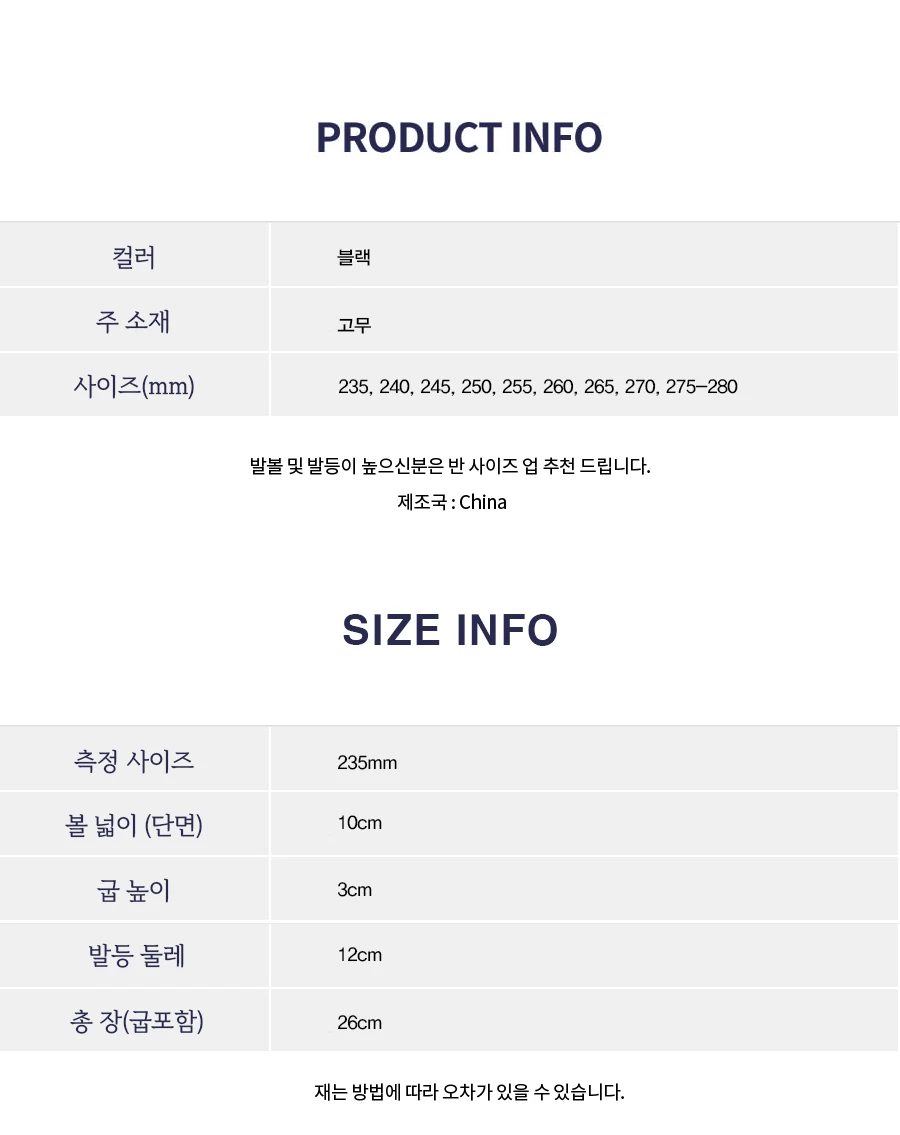 PRODUCT INFO
컬러 블랙
주 소재 고무
사이즈(mm) 235, 240, 245, 250, 255, 260, 265, 270, 275-280
발볼 및 발등이 높으신분은 반 사이즈 업 추천 드립니다.
제조국 : China
SIZE INFO
측정 사이즈 235mm
볼 넓이 (단면) 10cm
굽 높이 3cm
발등 둘레 12cm
총 장(굽포함) 26cm
재는 방법에 따라 오차가 있을 수 있습니다.